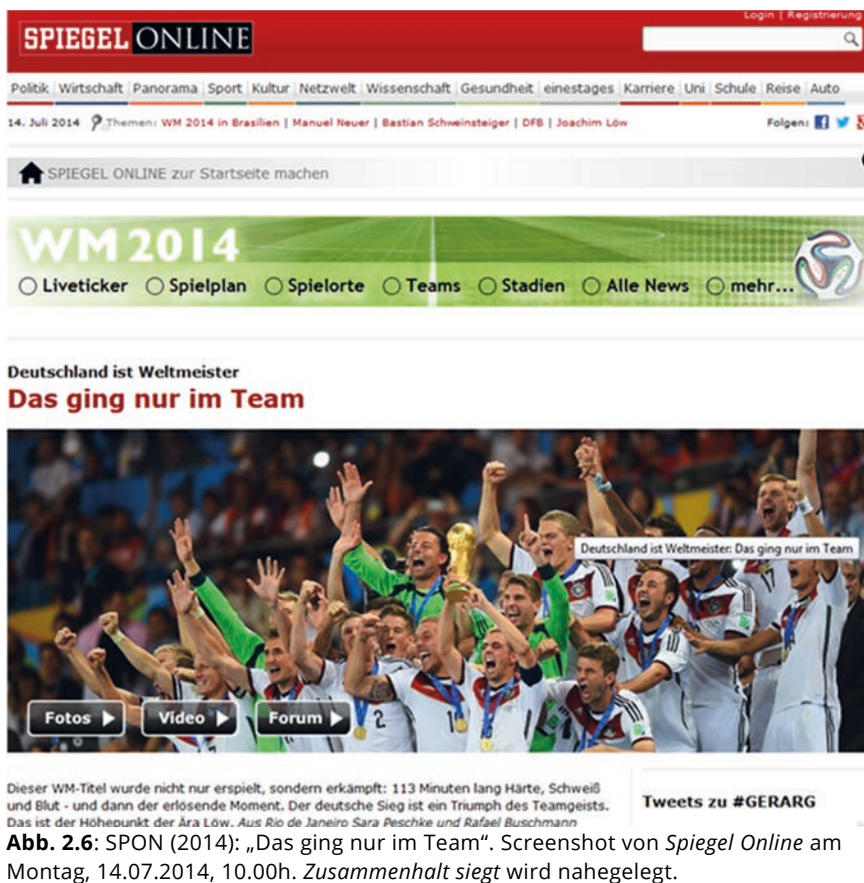 Login | Registrierung
SPIEGEL ONLINE
Politik Wirtschaft Panorama Sport Kultur Netzwelt Wissenschaft Gesundheit einestages Karriere Uni Schule Reise Auto
14. Juli 2014 Themen: WM 2014 in Brasilien | Manuel Neuer | Bastian Schweinsteiger | DFB | Joachim Löw Folgen:
SPIEGEL ONLINE zur Startseite machen
WM 2014
Liveticker Spielplan Spielorte Teams Stadien Alle News mehr...
Deutschland ist Weltmeister
Das ging nur im Team
Deutschland ist Weltmeister: Das ging nur im Team
17
2
16
Fotos Video Forum
Dieser WM-Titel wurde nicht nur erspielt, sondern erkämpft: 113 Minuten lang Härte, Schweiß
und Blut - und dann der erlösende Moment. Der deutsche Sieg ist ein Triumph des Teamgeists.
Das ist der Höhepunkt der Ära Löw. Aus Rio de Janeiro Sara Peschke und Rafael Buschmann
Tweets zu #GERARG
Abb. 2.6: SPON (2014): „Das ging nur im Team“. Screenshot von Spiegel Online am
Montag, 14.07.2014, 10.00h. Zusammenhalt siegt wird nahegelegt.